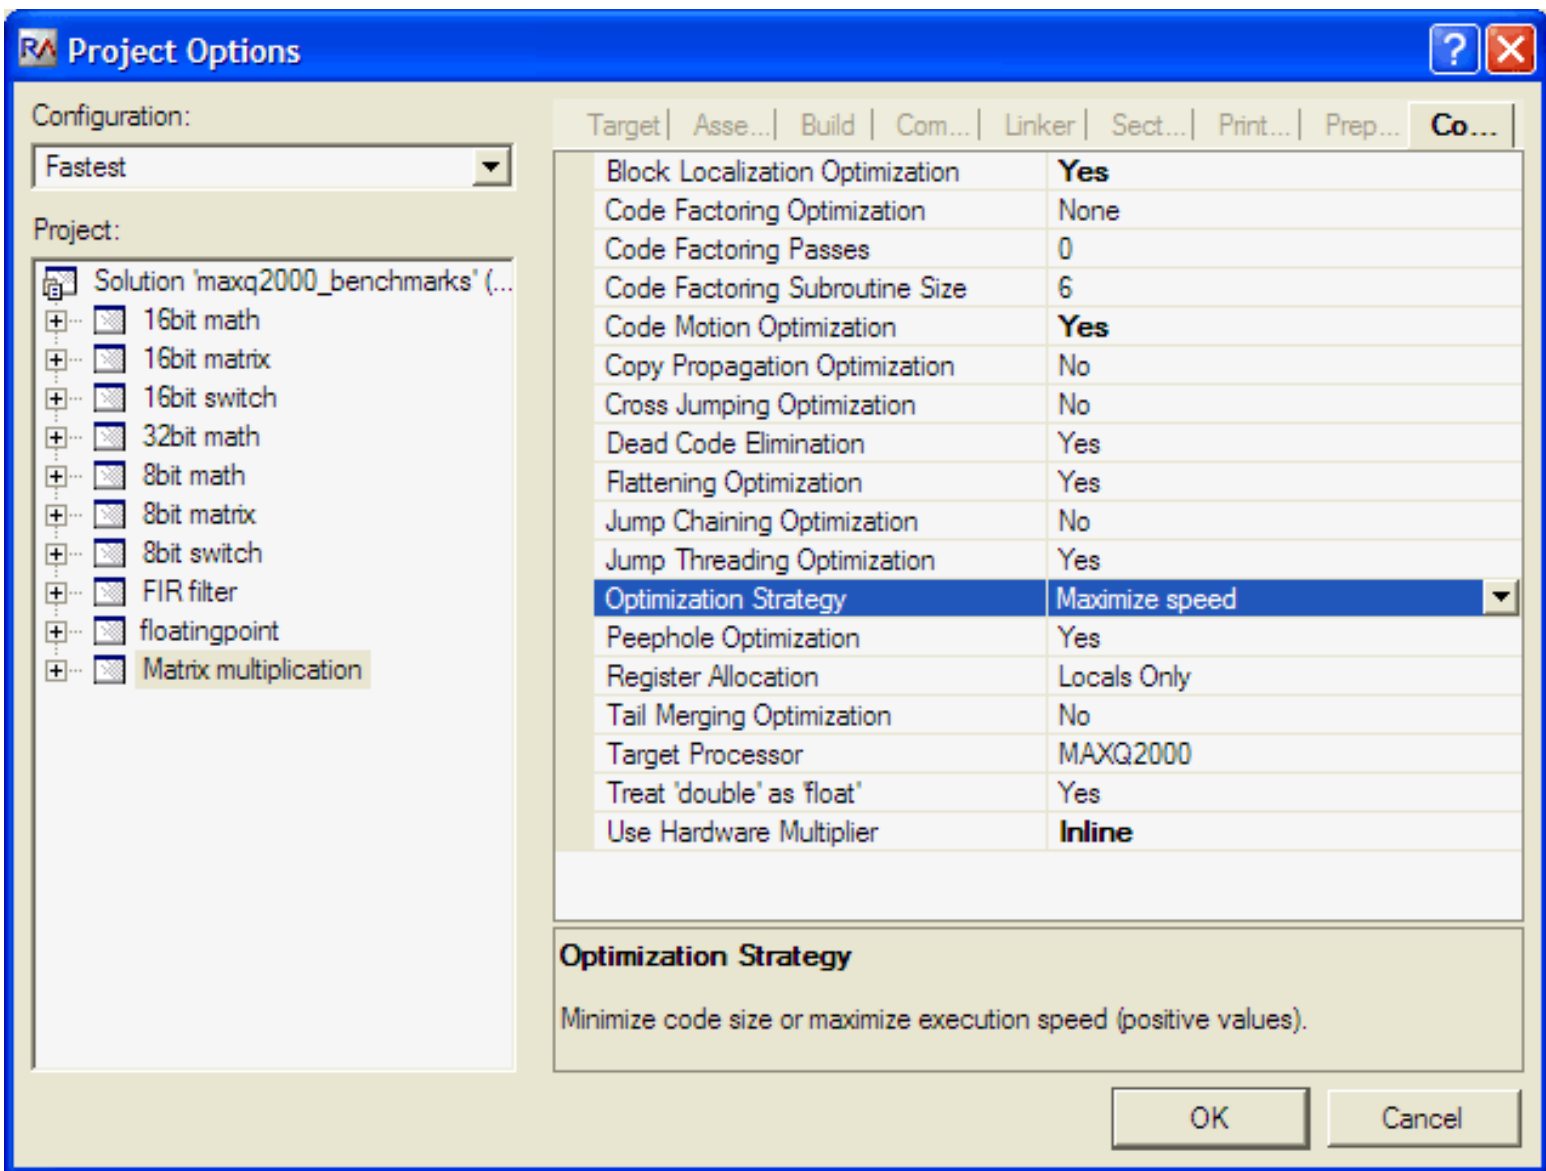 RA Project Options
Configuration:
Fastest
Project:
Solution 'maxq2000_benchmarks' (...
16bit math
16bit matrix
16bit switch
32bit math
8bit math
8bit matrix
8bit switch
FIR filter
floatingpoint
Matrix multiplication
Target Asse... Build Com... Linker Sect... Print... Prep... Co...
Block Localization Optimization Yes
Code Factoring Optimization None
Code Factoring Passes 0
Code Factoring Subroutine Size 6
Code Motion Optimization Yes
Copy Propagation Optimization No
Cross Jumping Optimization No
Dead Code Elimination Yes
Flattening Optimization Yes
Jump Chaining Optimization No
Jump Threading Optimization Yes
Optimization Strategy Maximize speed
Peephole Optimization Yes
Register Allocation Locals Only
Tail Merging Optimization No
Target Processor MAXQ2000
Treat 'double' as 'float' Yes
Use Hardware Multiplier Inline
Optimization Strategy
Minimize code size or maximize execution speed (positive values).
OK Cancel